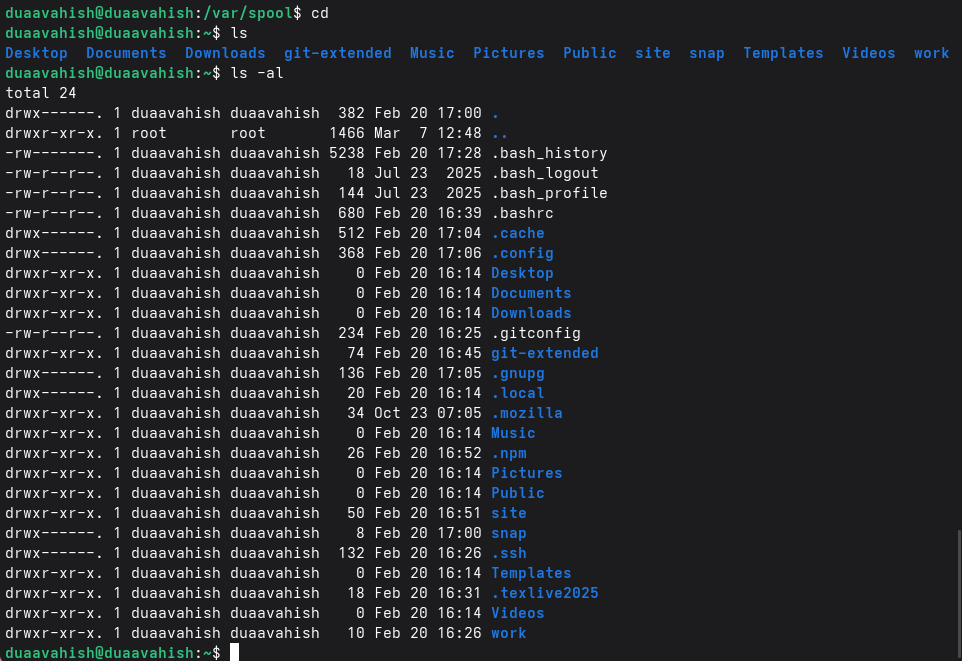 duaavahish@duaavahish:/var/spool$ cd
duaavahish@duaavahish:~$ ls
Desktop  Documents  Downloads  git-extended  Music  Pictures  Public  site  snap  Templates  Videos  work
duaavahish@duaavahish:~$ ls -al
total 24
drwx------. 1 duaavahish duaavahish  382 Feb 20 17:00 .
drwxr-xr-x. 1 root       root       1466 Mar  7 12:48 ..
-rw-------. 1 duaavahish duaavahish 5238 Feb 20 17:28 .bash_history
-rw-r--r--. 1 duaavahish duaavahish   18 Jul 23  2025 .bash_logout
-rw-r--r--. 1 duaavahish duaavahish  144 Jul 23  2025 .bash_profile
-rw-r--r--. 1 duaavahish duaavahish  680 Feb 20 16:39 .bashrc
drwx------. 1 duaavahish duaavahish  512 Feb 20 17:04 .cache
drwx------. 1 duaavahish duaavahish  368 Feb 20 17:06 .config
drwxr-xr-x. 1 duaavahish duaavahish    0 Feb 20 16:14 Desktop
drwxr-xr-x. 1 duaavahish duaavahish    0 Feb 20 16:14 Documents
drwxr-xr-x. 1 duaavahish duaavahish    0 Feb 20 16:14 Downloads
-rw-r--r--. 1 duaavahish duaavahish  234 Feb 20 16:25 .gitconfig
drwxr-xr-x. 1 duaavahish duaavahish   74 Feb 20 16:45 git-extended
drwx------. 1 duaavahish duaavahish  136 Feb 20 17:05 .gnupg
drwx------. 1 duaavahish duaavahish   20 Feb 20 16:14 .local
drwxr-xr-x. 1 duaavahish duaavahish   34 Oct 23 07:05 .mozilla
drwxr-xr-x. 1 duaavahish duaavahish    0 Feb 20 16:14 Music
drwxr-xr-x. 1 duaavahish duaavahish   26 Feb 20 16:52 .npm
drwxr-xr-x. 1 duaavahish duaavahish    0 Feb 20 16:14 Pictures
drwxr-xr-x. 1 duaavahish duaavahish    0 Feb 20 16:14 Public
drwxr-xr-x. 1 duaavahish duaavahish   50 Feb 20 16:51 site
drwx------. 1 duaavahish duaavahish    8 Feb 20 17:00 snap
drwx------. 1 duaavahish duaavahish  132 Feb 20 16:26 .ssh
drwxr-xr-x. 1 duaavahish duaavahish    0 Feb 20 16:14 Templates
drwxr-xr-x. 1 duaavahish duaavahish   18 Feb 20 16:31 .texlive2025
drwxr-xr-x. 1 duaavahish duaavahish    0 Feb 20 16:14 Videos
drwxr-xr-x. 1 duaavahish duaavahish   10 Feb 20 16:26 work
duaavahish@duaavahish:~$